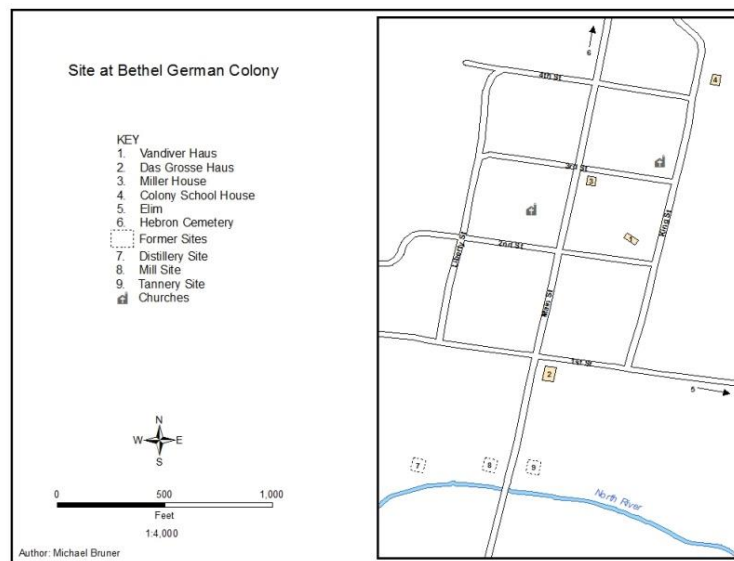 Site at Bethel German Colony
KEY
1. Vandiver Haus
2. Das Grosse Haus
3. Miller House
4. Colony School House
5. Elim
6. Hebron Cemetery
Former Sites
7. Distillery Site
8. Mill Site
9. Tannery Site
Churches
N
W E
S
0 500 1,000
Feet
1:4,000
Author: Michael Bruner
6
4th St
4
3rd St
3
King St
Liberty St
2nd St
Main St
1st St
2
5
7
8
9
North River